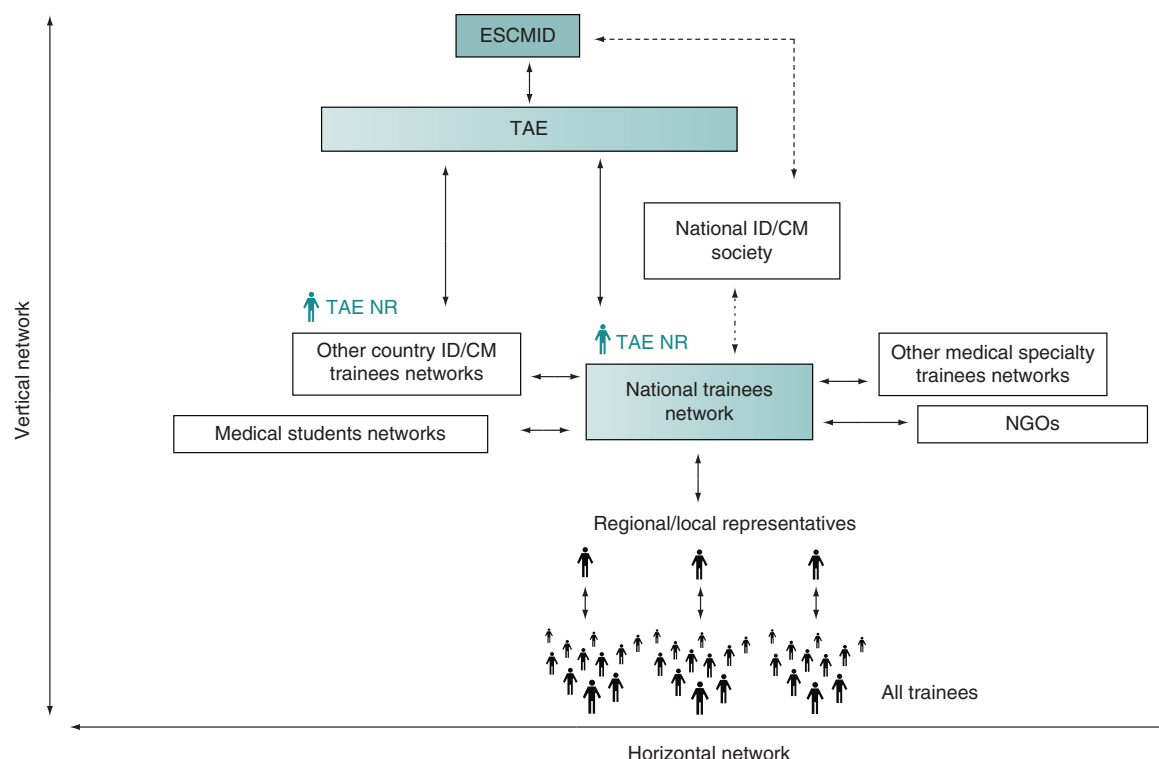 ESCMID
TAE
National ID/CM
society
TAE NR
Other country ID/CM
trainees networks
TAE NR
National trainees
network
Other medical specialty
trainees networks
Medical students networks
NGOs
Regional/local representatives
All trainees
Vertical network
Horizontal network